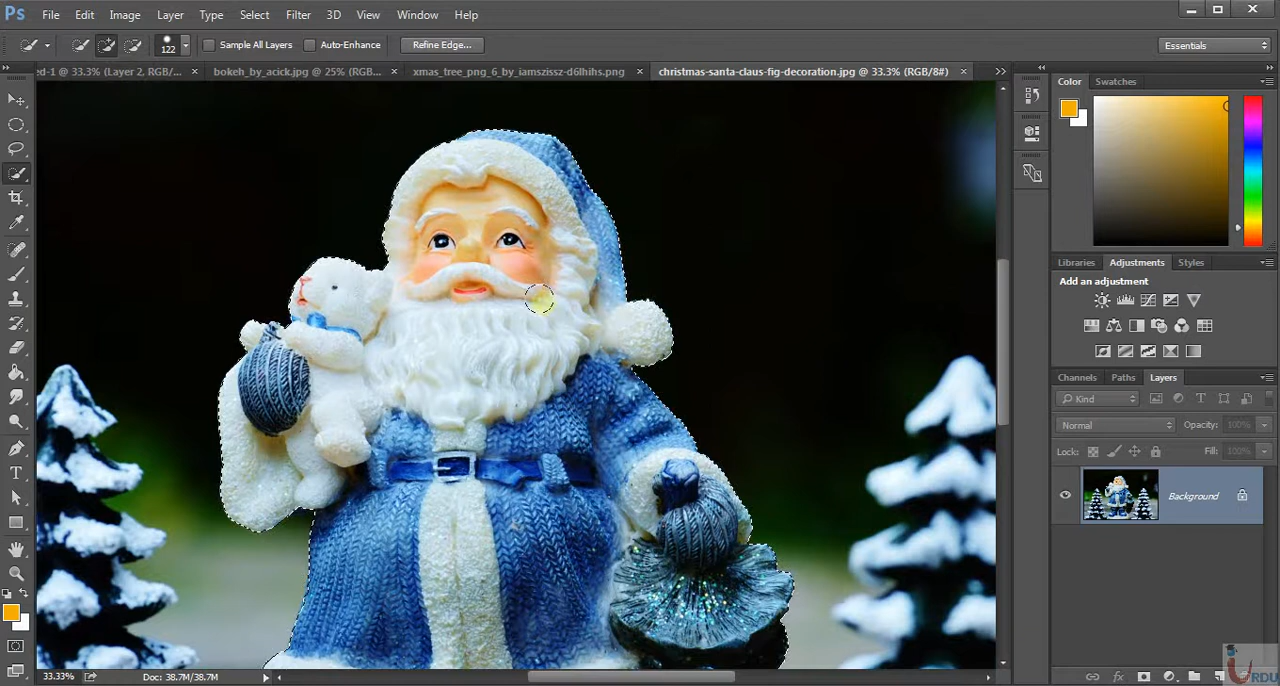 Ps File Edit Image Layer Type Select Filter 3D View Window Help
122 Sample All Layers Auto-Enhance Refine Edge... Essentials
ed-1 @ 33.3% (Layer 2, RGB/... × bokeh_by_acick.jpg @ 25% (RGB... × xmas_tree_png_6_by_iamszissz-d6lhihs.png × christmas-santa-claus-fig-decoration.jpg @ 33.3% (RGB/8#) ×
Color Swatches
Libraries Adjustments Styles
Add an adjustment
Channels Paths Layers
Kind
Normal Opacity: 100%
Lock: Fill: 100%
Background
33.33% Doc: 38.7M/38.7M
URDU